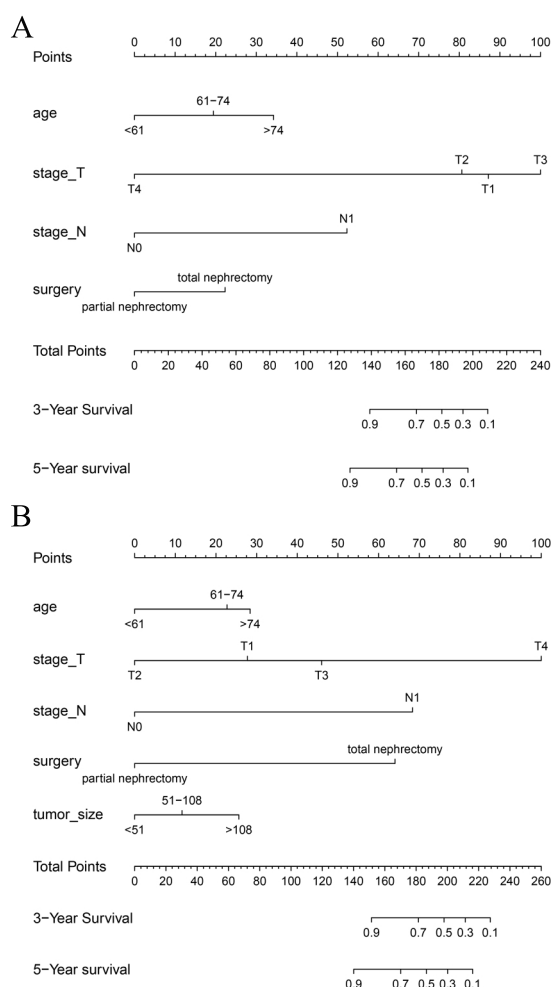 A
Points 0 10 20 30 40 50 60 70 80 90 100
age
61−74
<61 >74
stage_T
T2 T3
T4 T1
stage_N
N1
N0
surgery
total nephrectomy
partial nephrectomy
Total Points
0 20 40 60 80 100 120 140 160 180 200 220 240
3−Year Survival
0.9 0.7 0.5 0.3 0.1
5−Year survival
0.9 0.7 0.5 0.3 0.1
B
0 10 20 30 40 50 60 70 80 90 100
Points
age
61−74
<61 >74
stage_T
T1 T4
T2 T3
stage_N
N1
N0
surgery
total nephrectomy
partial nephrectomy
tumor_size
51−108
<51 >108
Total Points
0 20 40 60 80 100 120 140 160 180 200 220 240 260
3−Year Survival
0.9 0.7 0.5 0.3 0.1
5−Year survival
0.9 0.7 0.5 0.3 0.1